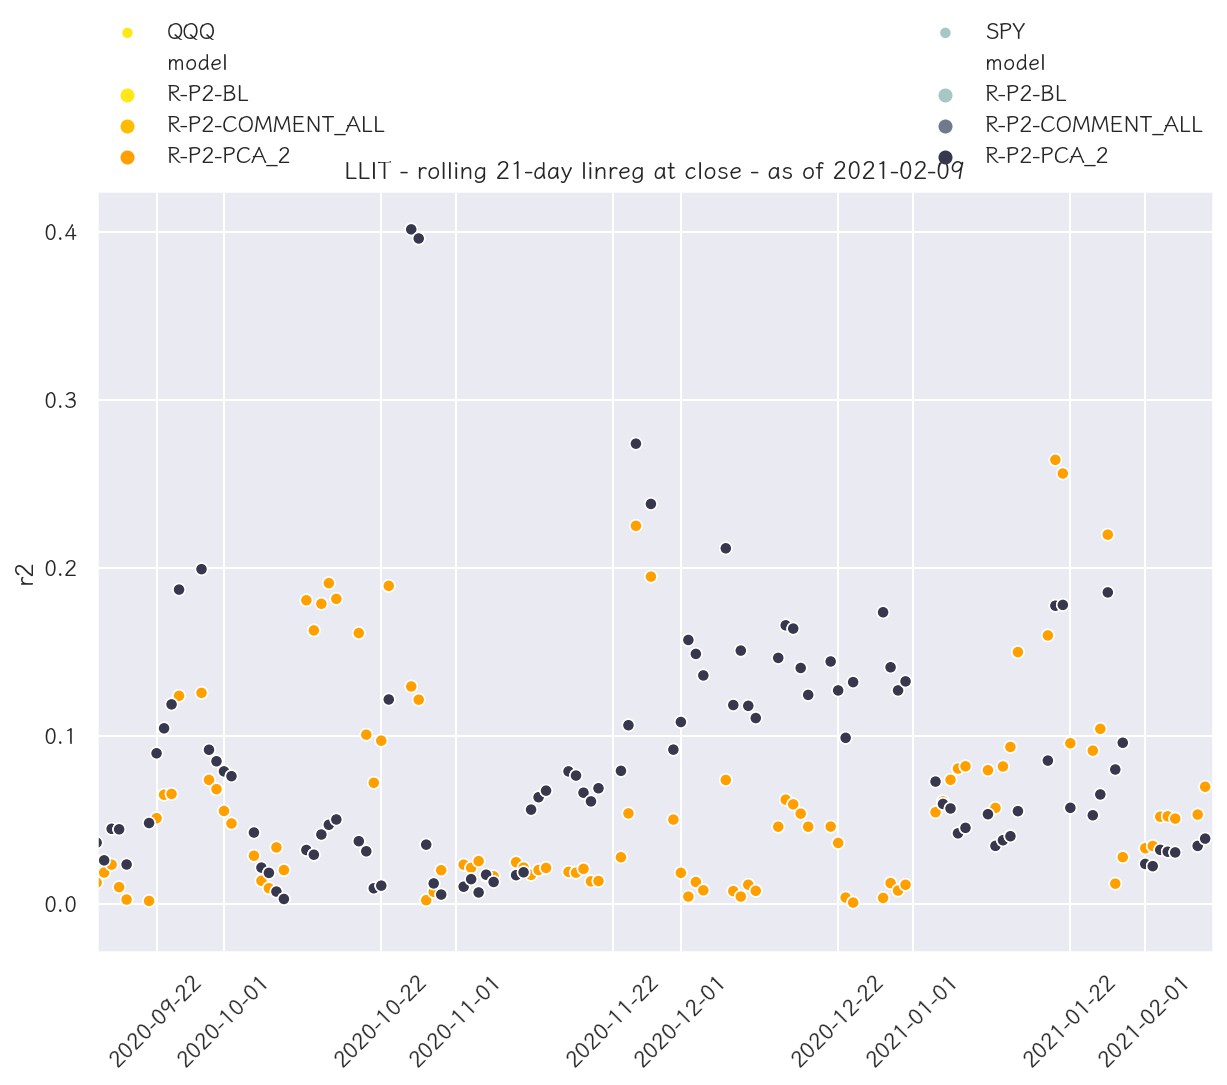 QQQ
model
R-P2-BL
R-P2-COMMENT_ALL
R-P2-PCA_2
SPY
model
R-P2-BL
R-P2-COMMENT_ALL
R-P2-PCA_2
LLIT - rolling 21-day linreg at close - as of 2021-02-09
0.4
0.3
0.2
0.1
0.0
r2
2020-09-22
2020-10-01
2020-10-22
2020-11-01
2020-11-22
2020-12-01
2020-12-22
2021-01-01
2021-01-22
2021-02-01